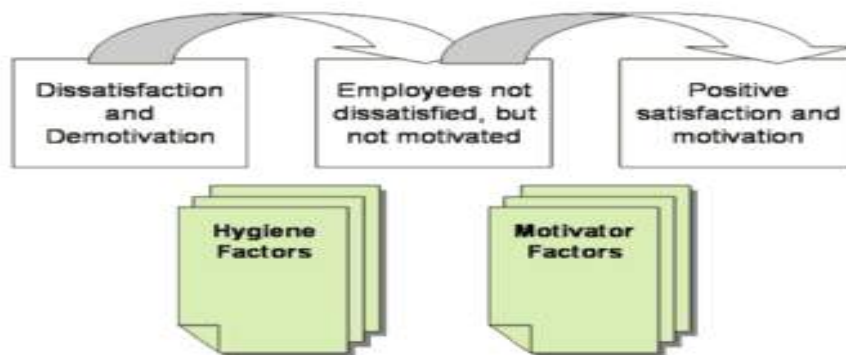 Dissatisfaction
and
Demotivation
Employees not
dissatisfied, but
not motivated
Positive
satisfaction and
motivation
Hygiene
Factors
Motivator
Factors